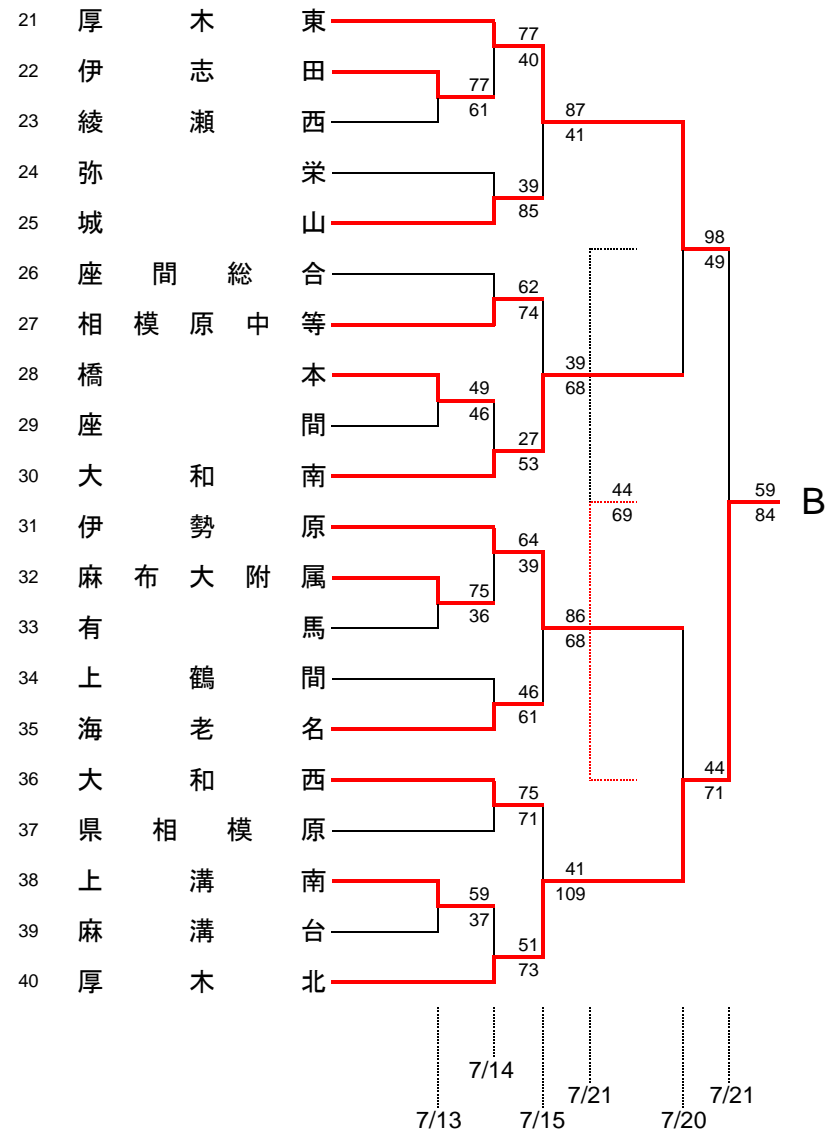 21 厚木東
22 伊志田
23 綾瀬西
24 弥栄
25 城山
26 座間総合
27 相模原中等
28 橋本
29 座間
30 大和南
31 伊勢原
32 麻布大附属
33 有馬
34 上鶴間
35 海老名
36 大和西
37 県相模原
38 上溝南
39 麻溝台
40 厚木北
77
61
49
46
75
36
59
37
77
40
39
85
62
74
27
53
64
39
46
61
75
71
51
73
87
41
39
68
86
68
41
109
44
69
98
49
44
71
59
84
B
7/13
7/14
7/15
7/21
7/20
7/21